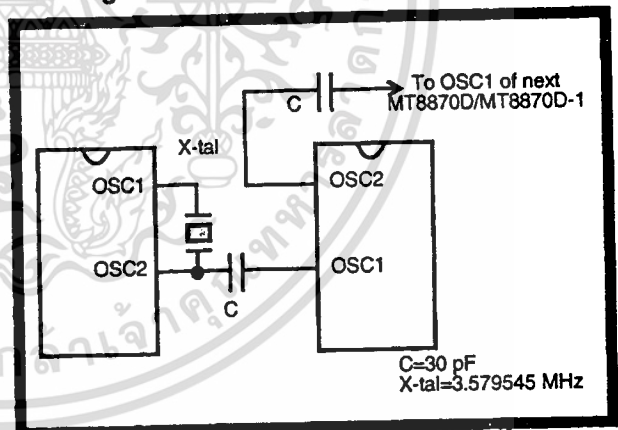 To OSC1 of next
MT8870D/MT8870D-1
C
X-tal
OSC1
OSC2
OSC2
OSC1
C
C=30 pF
X-tal=3.579545 MHz